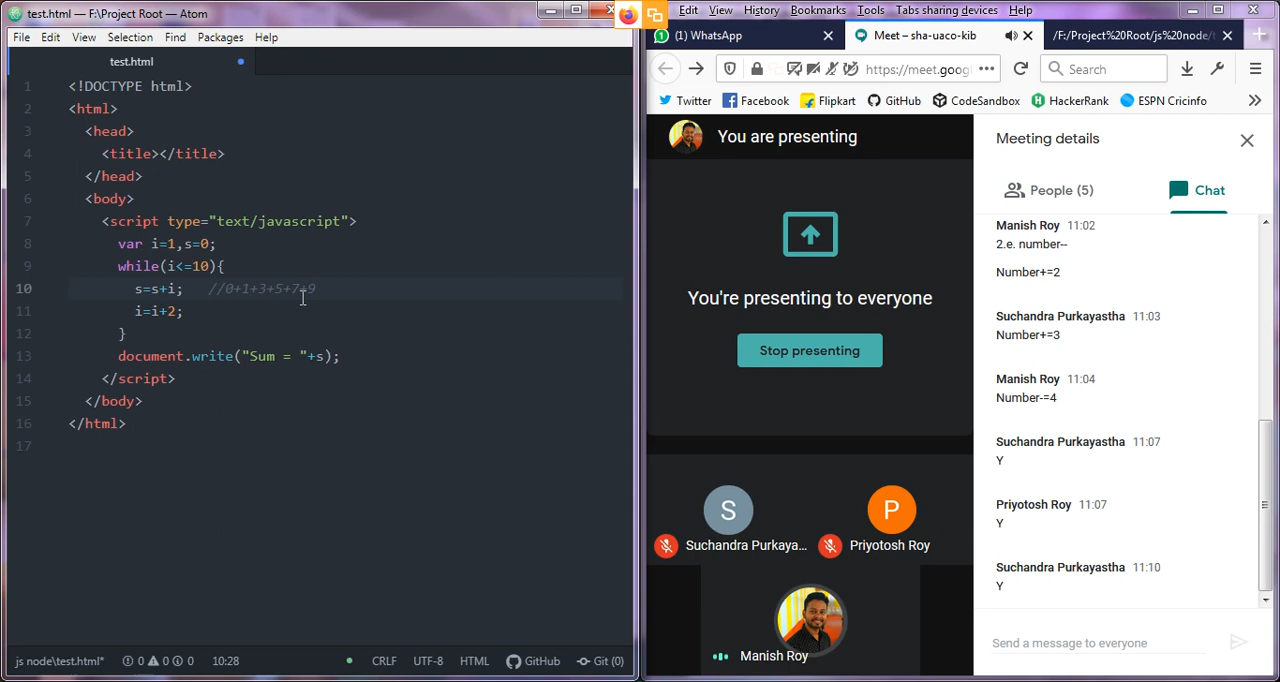 test.html — F:\Project Root — Atom
File Edit View Selection Find Packages Help
test.html
1 <!DOCTYPE html>
2 <html>
3 <head>
4 <title></title>
5 </head>
6 <body>
7 <script type="text/javascript">
8 var i=1,s=0;
9 while(i<=10){
10 s=s+i; //0+1+3+5+7+9
11 i=i+2;
12 }
13 document.write("Sum = "+s);
14 </script>
15 </body>
16 </html>
17
js node\test.html* 0 0 0 10:28 CRLF UTF-8 HTML GitHub Git (0)
Edit View History Bookmarks Tools Tabs sharing devices Help
1 (1) WhatsApp
Meet – sha-uaco-kib
/F:/Project%20Root/js%20node/
https://meet.goog
Search
Twitter Facebook Flipkart GitHub CodeSandbox HackerRank ESPN Cricinfo
You are presenting
You're presenting to everyone
Stop presenting
S
Suchandra Purkaya...
P
Priyotosh Roy
Manish Roy
Meeting details
People (5)
Chat
Manish Roy 11:02
2.e. number--
Number+=2
Suchandra Purkayastha 11:03
Number+=3
Manish Roy 11:04
Number-=4
Suchandra Purkayastha 11:07
Y
Priyotosh Roy 11:07
Y
Suchandra Purkayastha 11:10
Y
Send a message to everyone